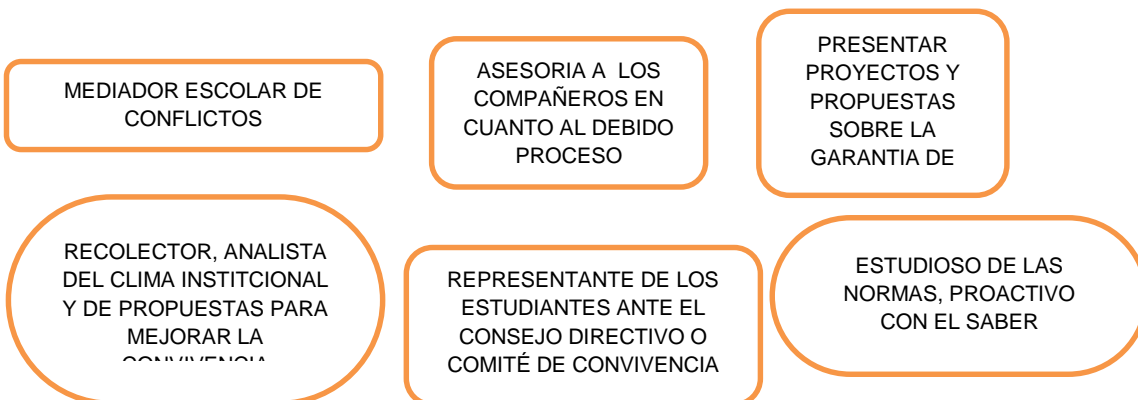 MEDIADOR ESCOLAR DE
CONFLICTOS
ASESORIA A LOS
COMPAÑEROS EN
CUANTO AL DEBIDO
PROCESO
PRESENTAR
PROYECTOS Y
PROPUESTAS
SOBRE LA
GARANTIA DE
RECOLECTOR, ANALISTA
DEL CLIMA INSTITCIONAL
Y DE PROPUESTAS PARA
MEJORAR LA
CONVIVENCIA
REPRESENTANTE DE LOS
ESTUDIANTES ANTE EL
CONSEJO DIRECTIVO O
COMITÉ DE CONVIVENCIA
ESTUDIOSO DE LAS
NORMAS, PROACTIVO
CON EL SABER